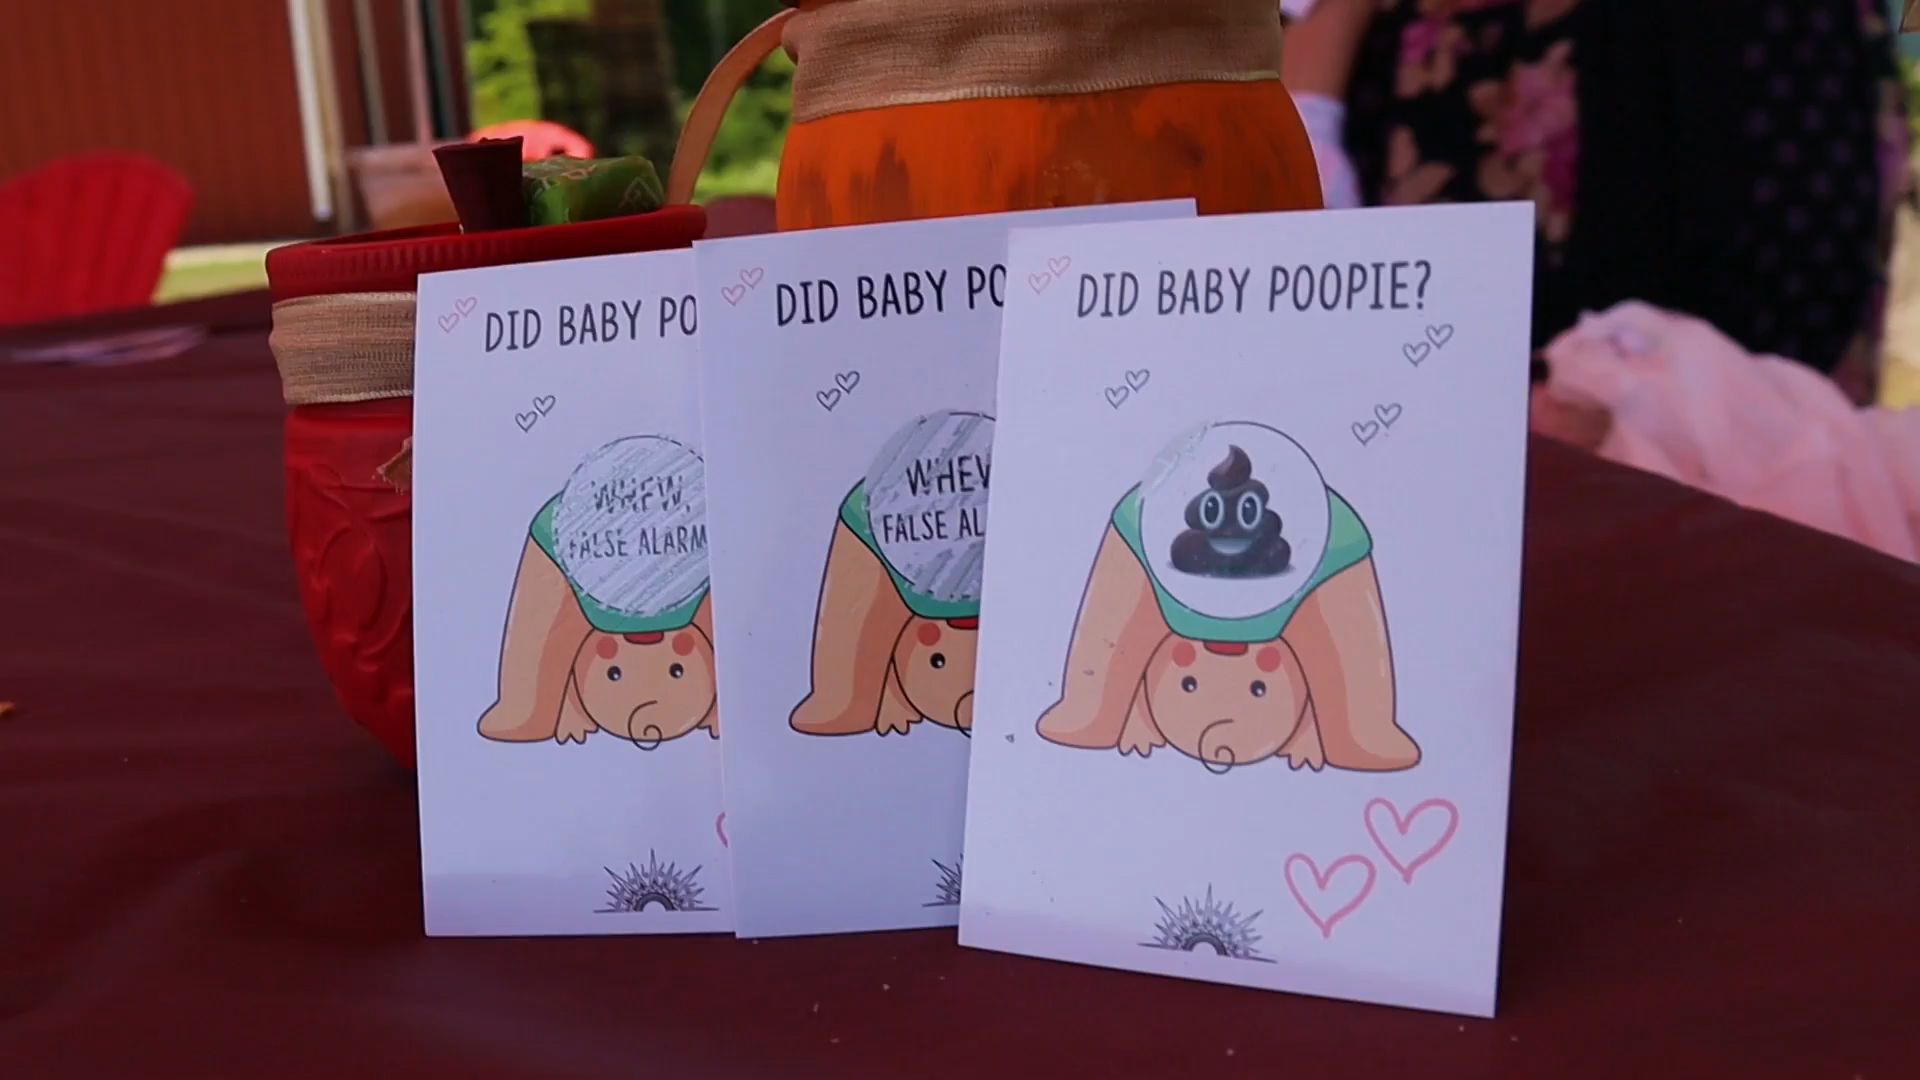 DID BABY PO
WHEW,
FALSE ALARM
DID BABY PO
WHEW
FALSE AL
DID BABY POOPIE?